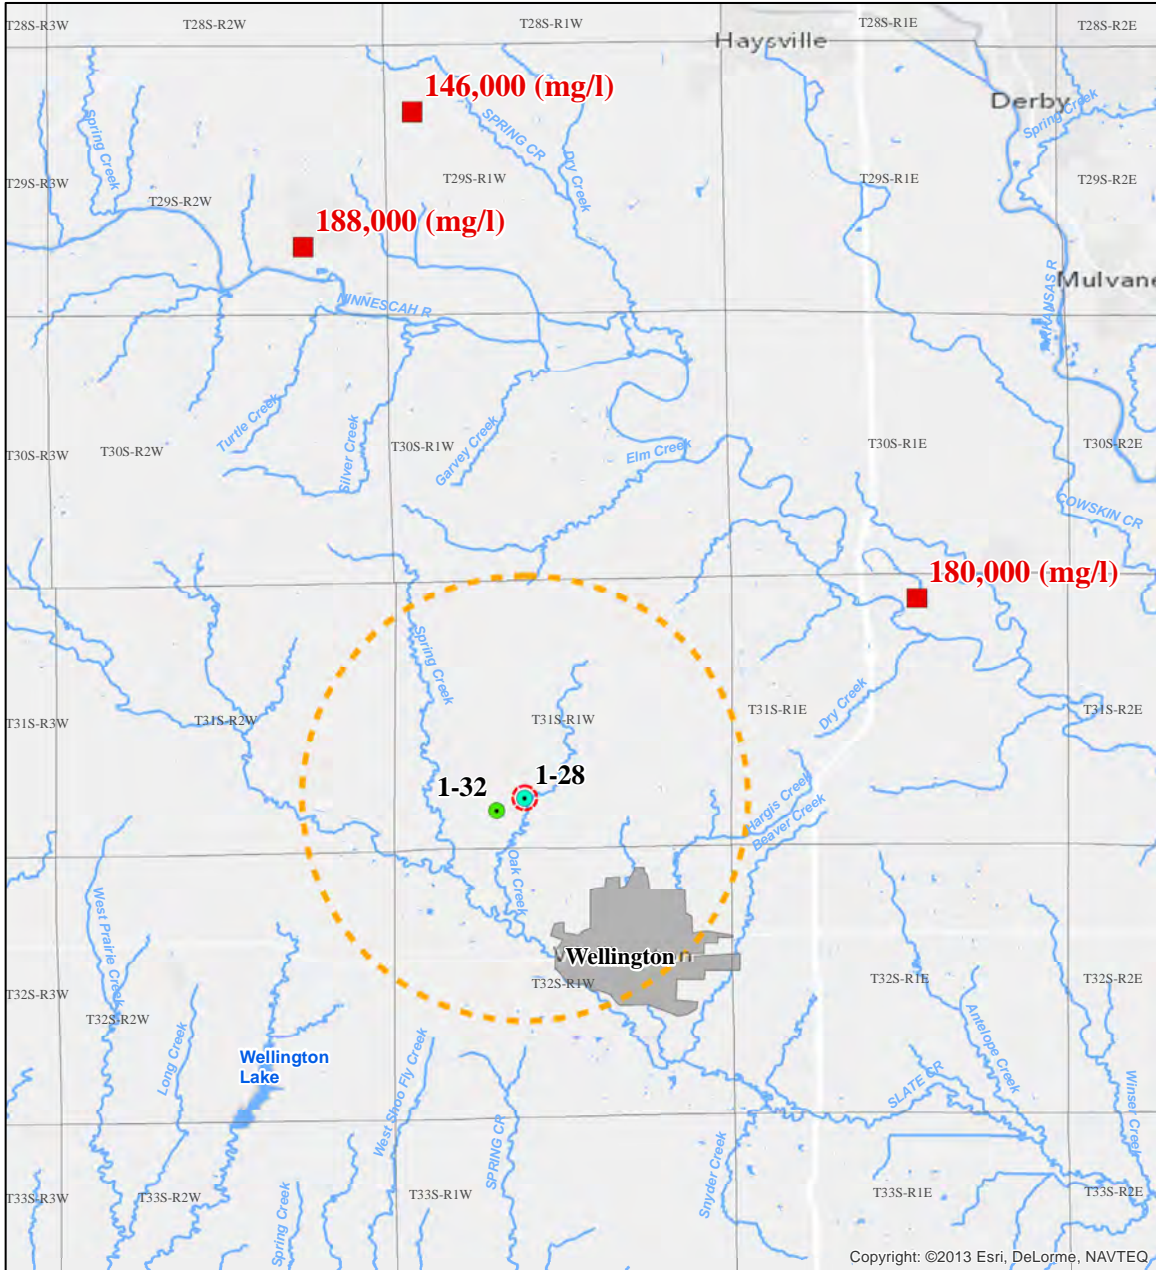 T28S-R3W
T28S-R2W
T28S-R1W
T28S-R1E
T28S-R2E
Haysville
146,000 (mg/l)
Derby
Spring Creek
Spring Creek
SPRING CR
Dry Creek
T29S-R3W
T29S-R2W
T29S-R1W
T29S-R1E
T29S-R2E
188,000 (mg/l)
Mulvane
NINNESCAH R
ARKANSAS R
Turtle Creek
Silver Creek
Garvey Creek
Elm Creek
T30S-R3W
T30S-R2W
T30S-R1W
T30S-R1E
T30S-R2E
COWSKIN CR
180,000 (mg/l)
Spring Creek
T31S-R3W
T31S-R2W
T31S-R1W
T31S-R1E
T31S-R2E
Dry Creek
1-32
1-28
Hargis Creek
Beaver Creek
Oak Creek
West Prairie Creek
Wellington
T32S-R3W
T32S-R2W
T32S-R1W
T32S-R1E
T32S-R2E
Long Creek
Wellington
Lake
West Shoo Fly Creek
SPRING CR
Antelope Creek
SLATE CR
Winser Creek
Snyder Creek
Spring Creek
T33S-R3W
T33S-R2W
T33S-R1W
T33S-R1E
T33S-R2E
Copyright: ©2013 Esri, DeLorme, NAVTEQ